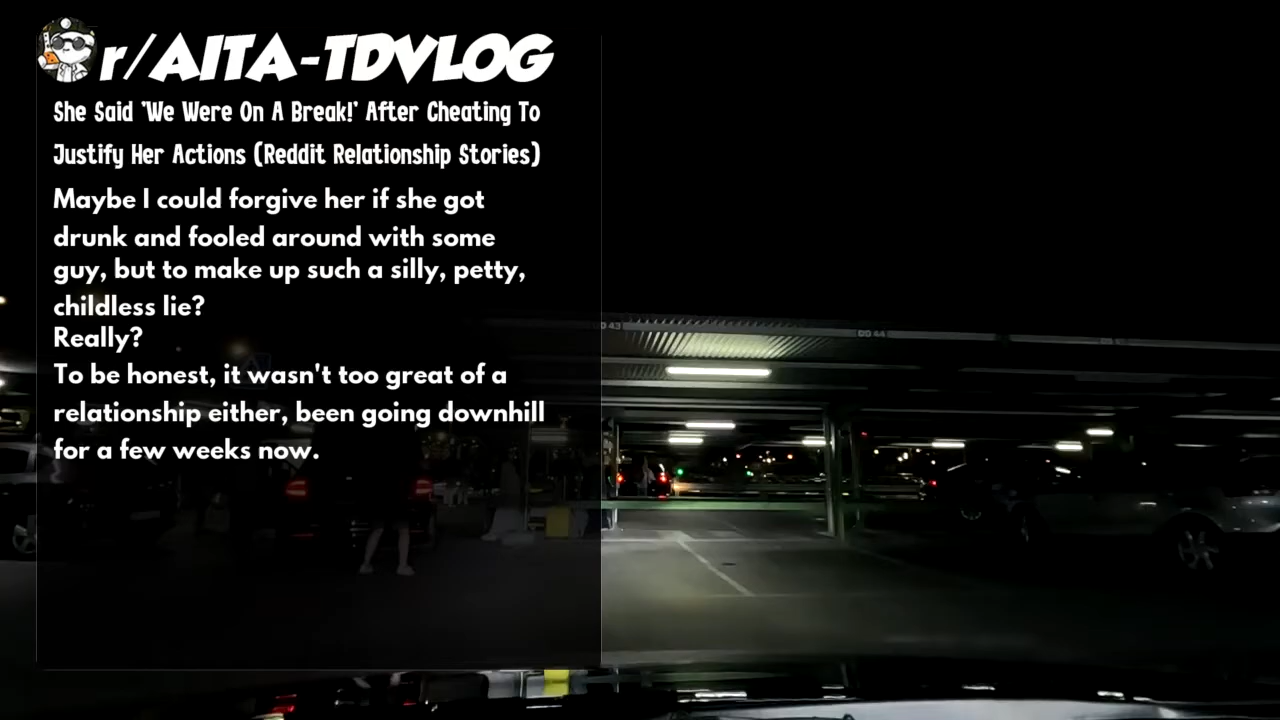 r/AITA-TDVLOG
She Said 'We Were On A Break!' After Cheating To
Justify Her Actions (Reddit Relationship Stories)
Maybe I could forgive her if she got
drunk and fooled around with some
guy, but to make up such a silly, petty,
childless lie?
Really?
To be honest, it wasn't too great of a
relationship either, been going downhill
for a few weeks now.